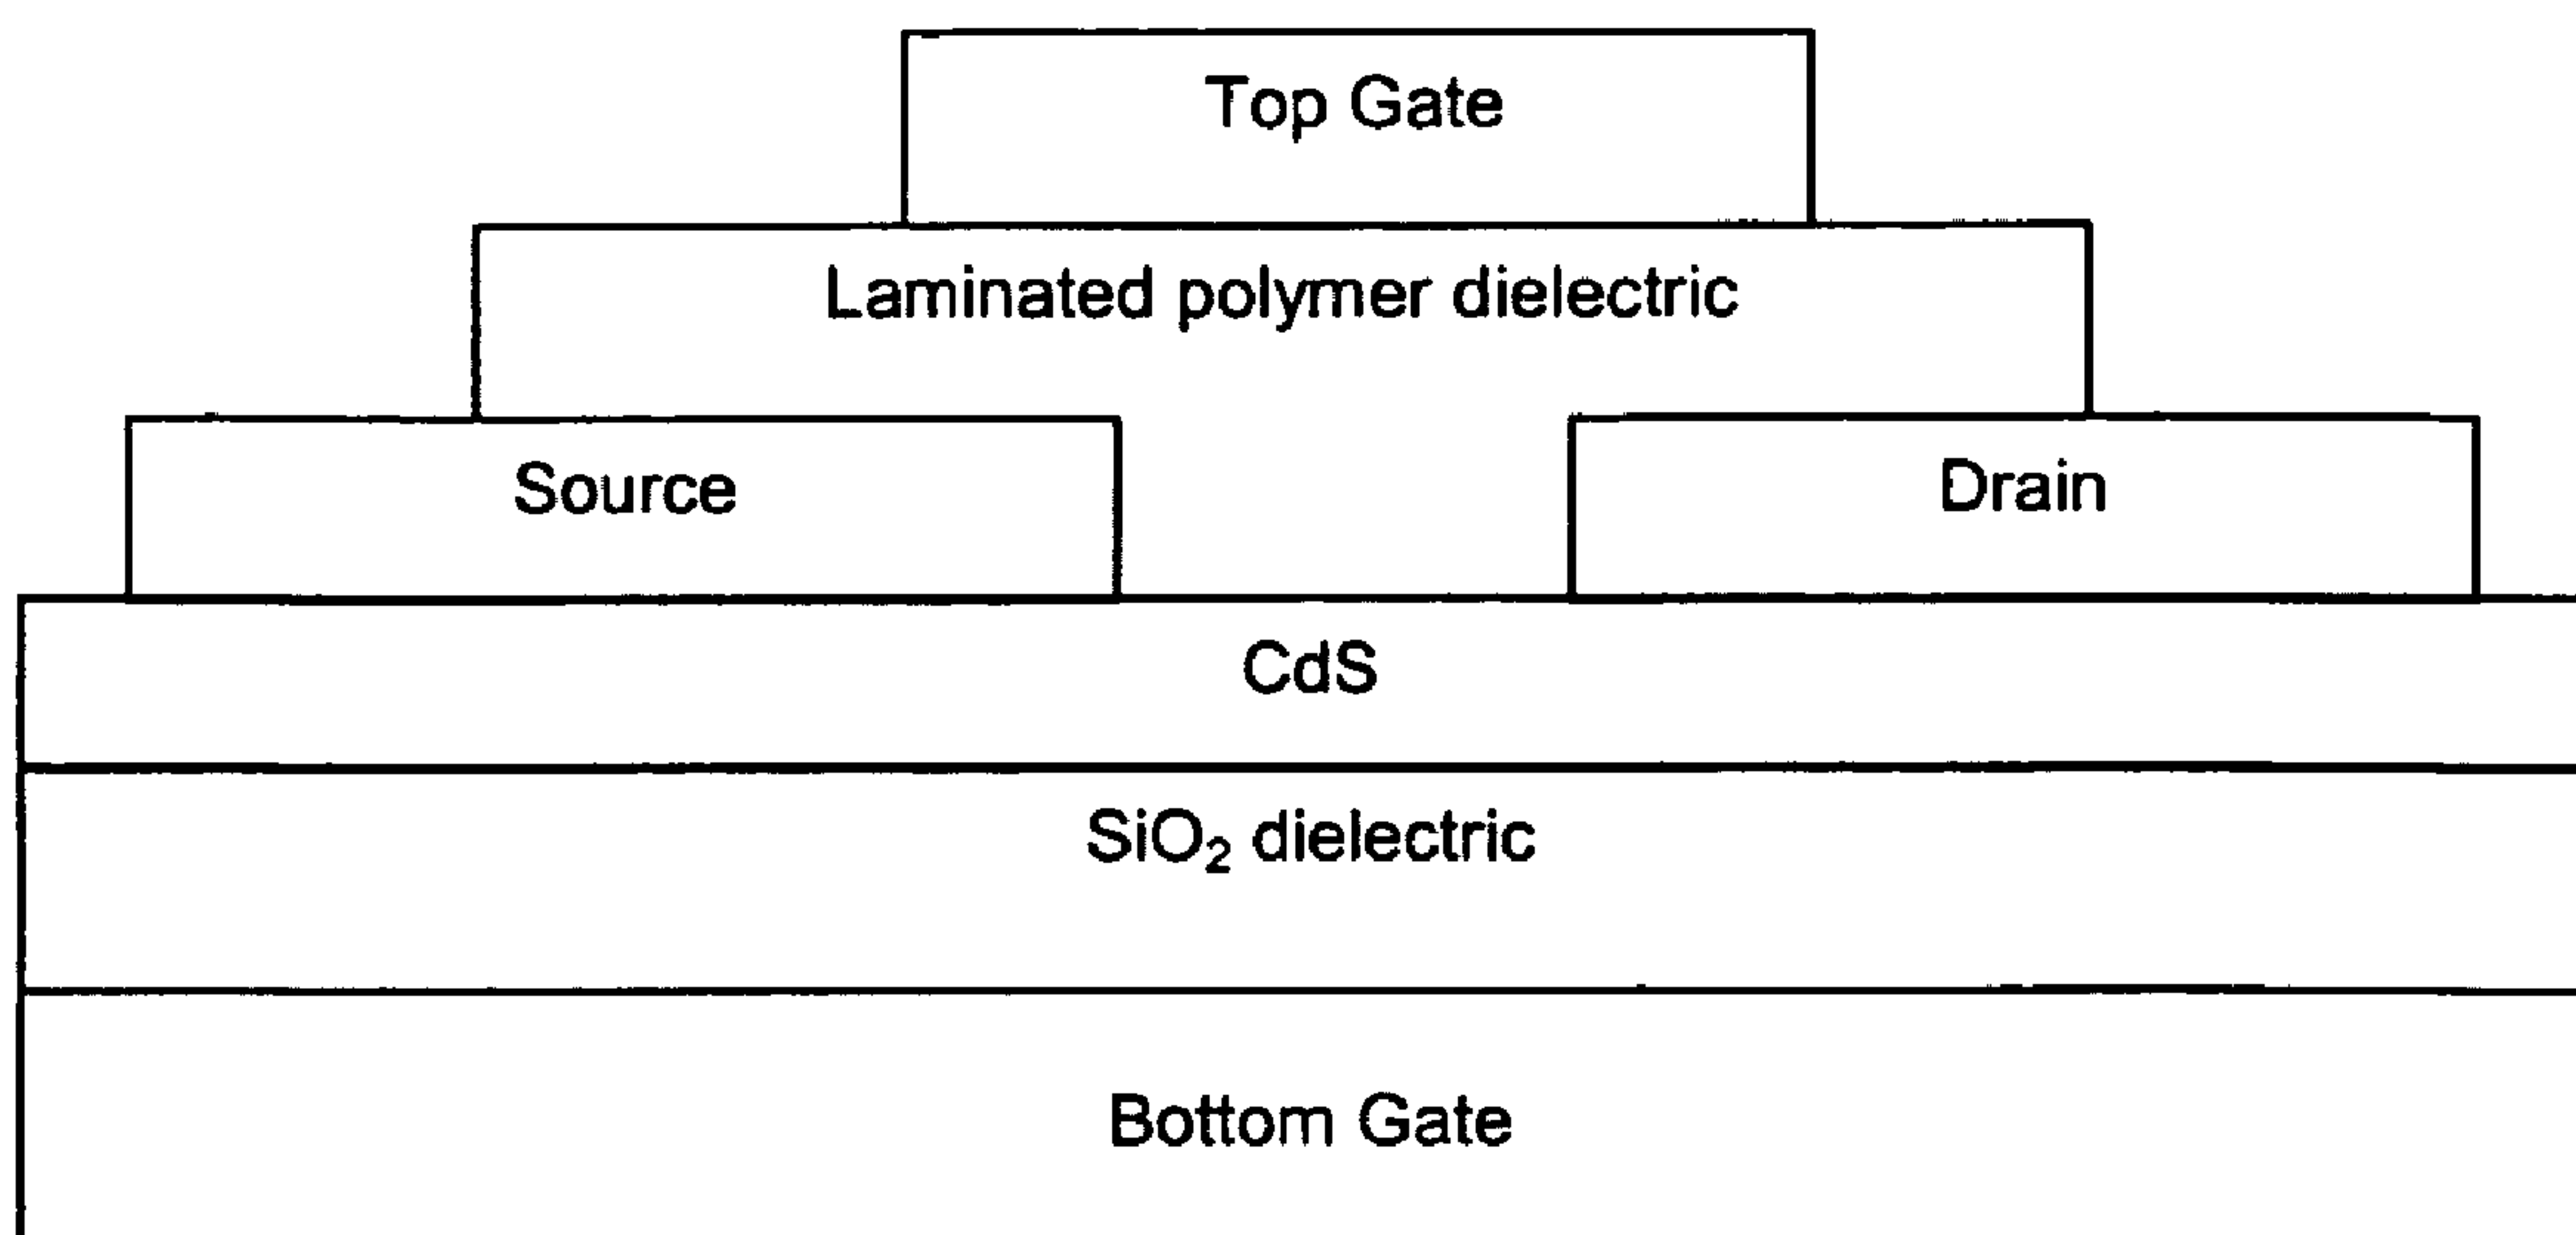 Top Gate
Laminated polymer dielectric
Source
Drain
CdS
SiO₂ dielectric
Bottom Gate